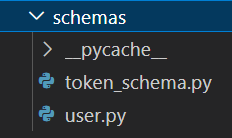 schemas
__pycache__
token_schema.py
user.py